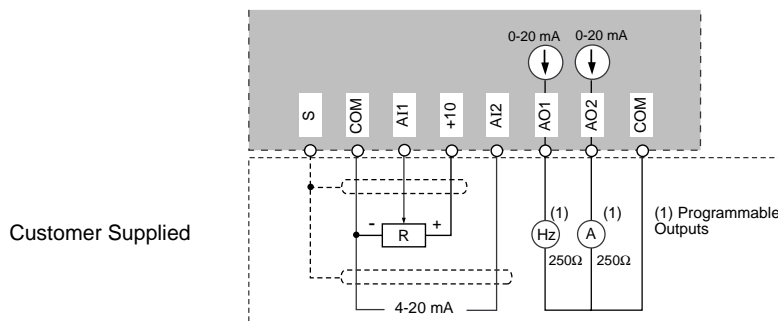 0-20 mA 0-20 mA
S COM AI1 +10 AI2 AO1 AO2 COM
(1) (1) (1) Programmable
Outputs
- R + Hz A
Customer Supplied
250Ω 250Ω
4-20 mA